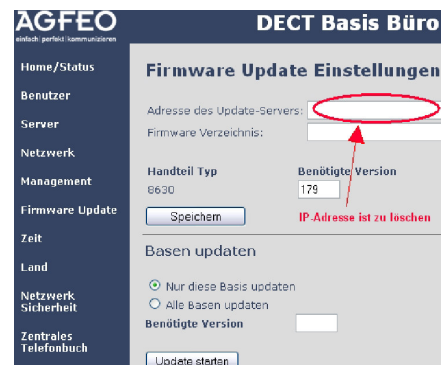 AGFEO
einfach|perfekt|kommunizieren
DECT Basis Büro
Home/Status
Benutzer
Server
Netzwerk
Management
Firmware Update
Zeit
Land
Netzwerk
Sicherheit
Zentrales
Telefonbuch
Firmware Update Einstellungen
Adresse des Update-Servers:
Firmware Verzeichnis:
Handteil Typ
Benötigte Version
8630
179
Speichern
IP-Adresse ist zu löschen
Basen updaten
Nur diese Basis updaten
Alle Basen updaten
Benötigte Version
Update starten